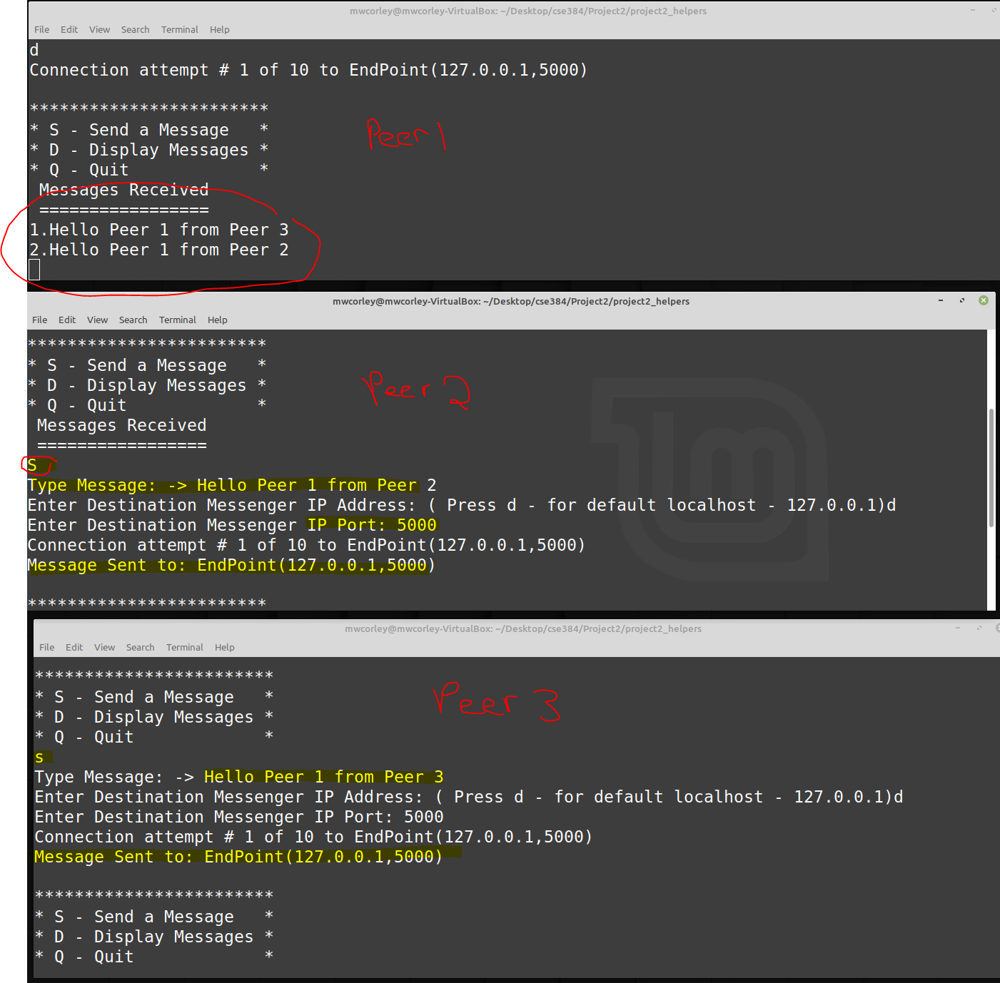 mwcorley@mwcorley-VirtualBox: ~/Desktop/cse384/Project2/project2_helpers
File Edit View Search Terminal Help
d
Connection attempt # 1 of 10 to EndPoint(127.0.0.1,5000)
************************
* S - Send a Message   *
Peer 1
* D - Display Messages *
* Q - Quit             *
Messages Received
=================
1.Hello Peer 1 from Peer 3
2.Hello Peer 1 from Peer 2
mwcorley@mwcorley-VirtualBox: ~/Desktop/cse384/Project2/project2_helpers
File Edit View Search Terminal Help
************************
* S - Send a Message   *
* D - Display Messages *
Peer 2
* Q - Quit             *
Messages Received
=================
S
Type Message: -> Hello Peer 1 from Peer 2
Enter Destination Messenger IP Address: ( Press d - for default localhost - 127.0.0.1)d
Enter Destination Messenger IP Port: 5000
Connection attempt # 1 of 10 to EndPoint(127.0.0.1,5000)
Message Sent to: EndPoint(127.0.0.1,5000)
************************
mwcorley@mwcorley-VirtualBox: ~/Desktop/cse384/Project2/project2_helpers
File Edit View Search Terminal Help
************************
* S - Send a Message   *
Peer 3
* D - Display Messages *
* Q - Quit             *
s
Type Message: -> Hello Peer 1 from Peer 3
Enter Destination Messenger IP Address: ( Press d - for default localhost - 127.0.0.1)d
Enter Destination Messenger IP Port: 5000
Connection attempt # 1 of 10 to EndPoint(127.0.0.1,5000)
Message Sent to: EndPoint(127.0.0.1,5000)
************************
* S - Send a Message   *
* D - Display Messages *
* Q - Quit             *